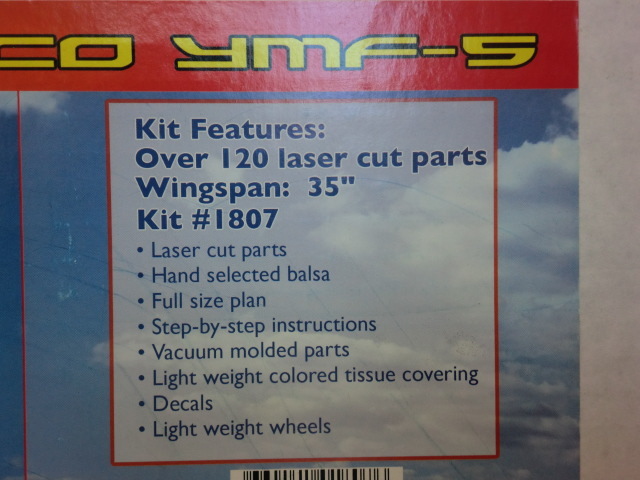 CO YMF-5
Kit Features:
Over 120 laser cut parts
Wingspan: 35"
Kit #1807
• Laser cut parts
• Hand selected balsa
• Full size plan
• Step-by-step instructions
• Vacuum molded parts
• Light weight colored tissue covering
• Decals
• Light weight wheels